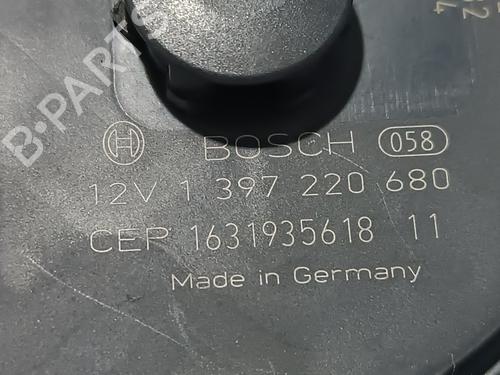 BOSCH 058
12V 1 397 220 680
CEP 1631935618 11
Made in Germany
B-PARTS